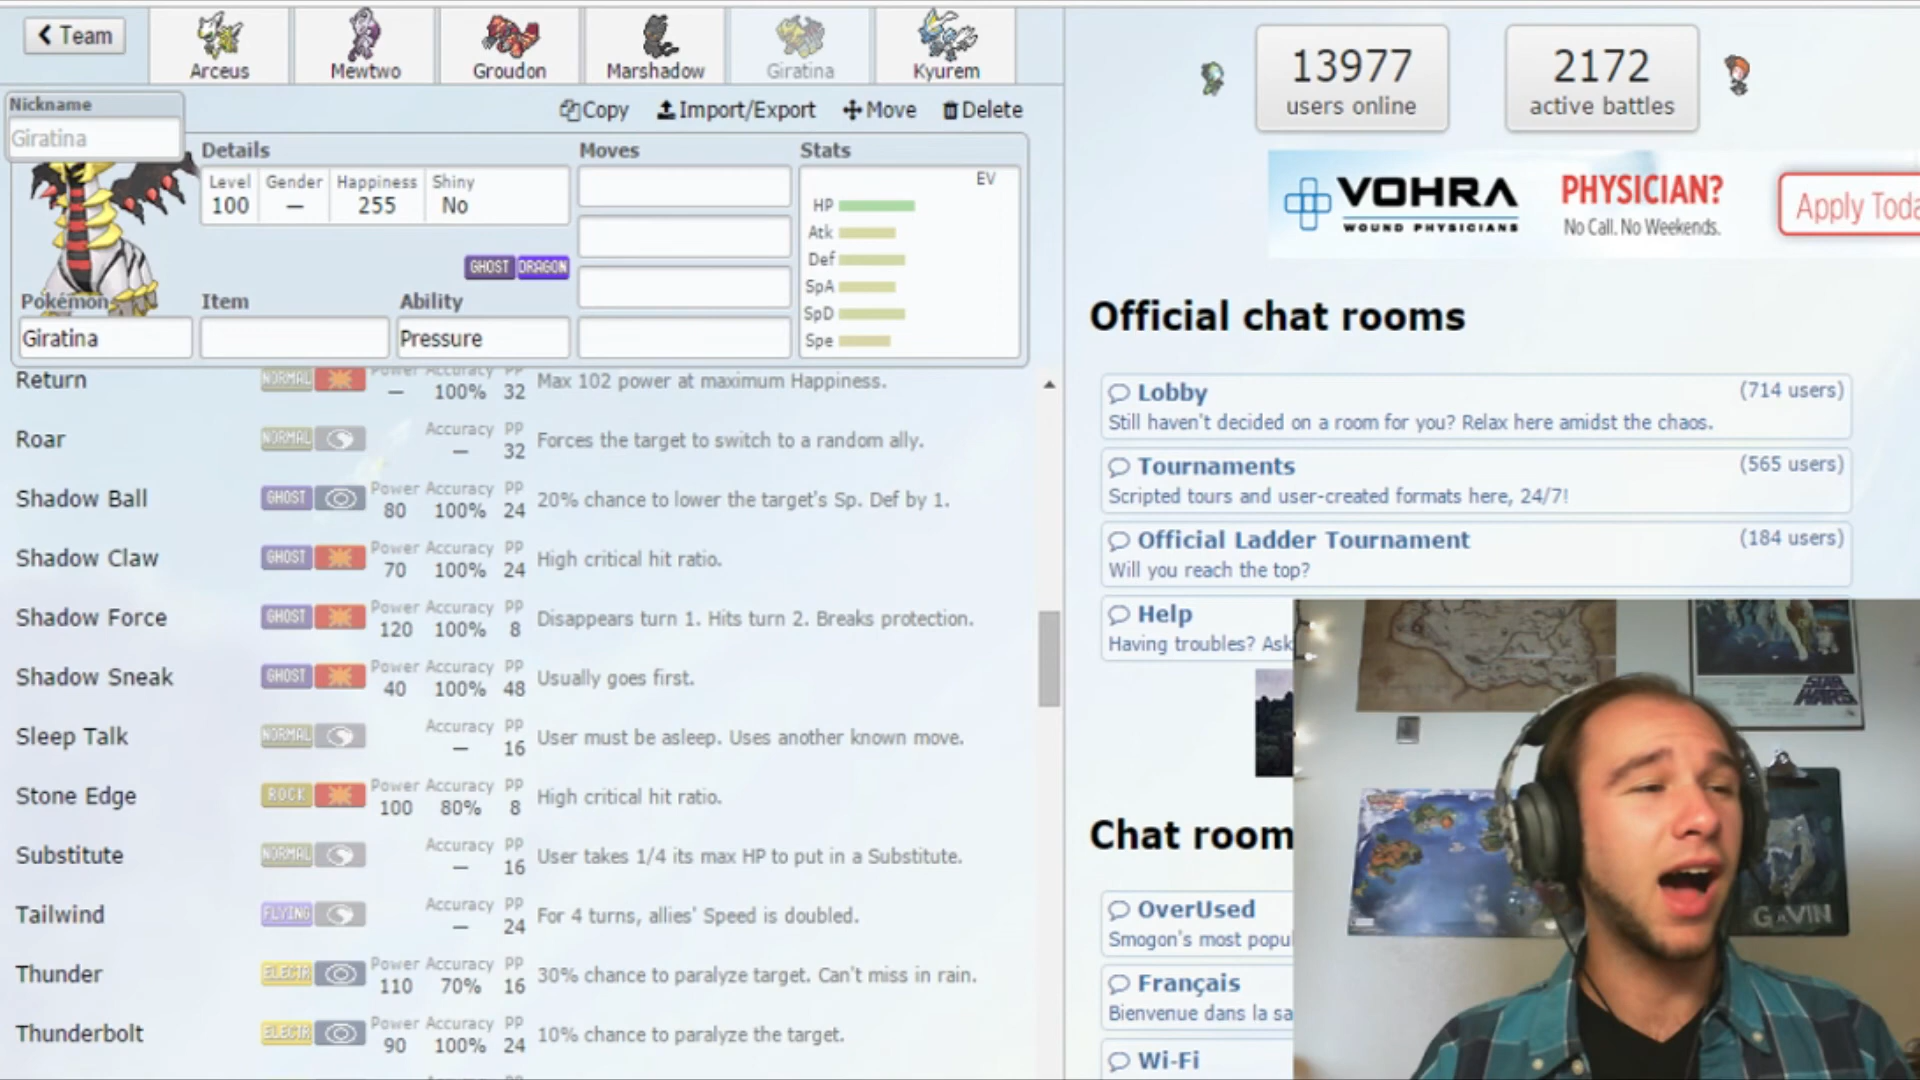 Team
Arceus
Mewtwo
Groudon
Marshadow
Giratina
Kyurem
Copy
Import/Export
Move
Delete
Nickname
Giratina
Details
Level
100
Gender
—
Happiness
255
Shiny
No
GHOST DRAGON
Pokémon
Giratina
Item
Ability
Pressure
Moves
Stats
EV
HP
Atk
Def
SpA
SpD
Spe
Return NORMAL Power — Accuracy 100% PP 32 Max 102 power at maximum Happiness.
Roar NORMAL Accuracy — PP 32 Forces the target to switch to a random ally.
Shadow Ball GHOST Power 80 Accuracy 100% PP 24 20% chance to lower the target's Sp. Def by 1.
Shadow Claw GHOST Power 70 Accuracy 100% PP 24 High critical hit ratio.
Shadow Force GHOST Power 120 Accuracy 100% PP 8 Disappears turn 1. Hits turn 2. Breaks protection.
Shadow Sneak GHOST Power 40 Accuracy 100% PP 48 Usually goes first.
Sleep Talk NORMAL Accuracy — PP 16 User must be asleep. Uses another known move.
Stone Edge ROCK Power 100 Accuracy 80% PP 8 High critical hit ratio.
Substitute NORMAL Accuracy — PP 16 User takes 1/4 its max HP to put in a Substitute.
Tailwind FLYING Accuracy — PP 24 For 4 turns, allies' Speed is doubled.
Thunder ELECTR Power 110 Accuracy 70% PP 16 30% chance to paralyze target. Can't miss in rain.
Thunderbolt ELECTR Power 90 Accuracy 100% PP 24 10% chance to paralyze the target.
13977
users online
2172
active battles
VOHRA
WOUND PHYSICIANS
PHYSICIAN?
No Call. No Weekends.
Apply Toda
Official chat rooms
Lobby (714 users)
Still haven't decided on a room for you? Relax here amidst the chaos.
Tournaments (565 users)
Scripted tours and user-created formats here, 24/7!
Official Ladder Tournament (184 users)
Will you reach the top?
Help
Having troubles? Ask
Chat room
OverUsed
Smogon's most popul
Français
Bienvenue dans la sa
Wi-Fi
STAR
WARS
GAVIN